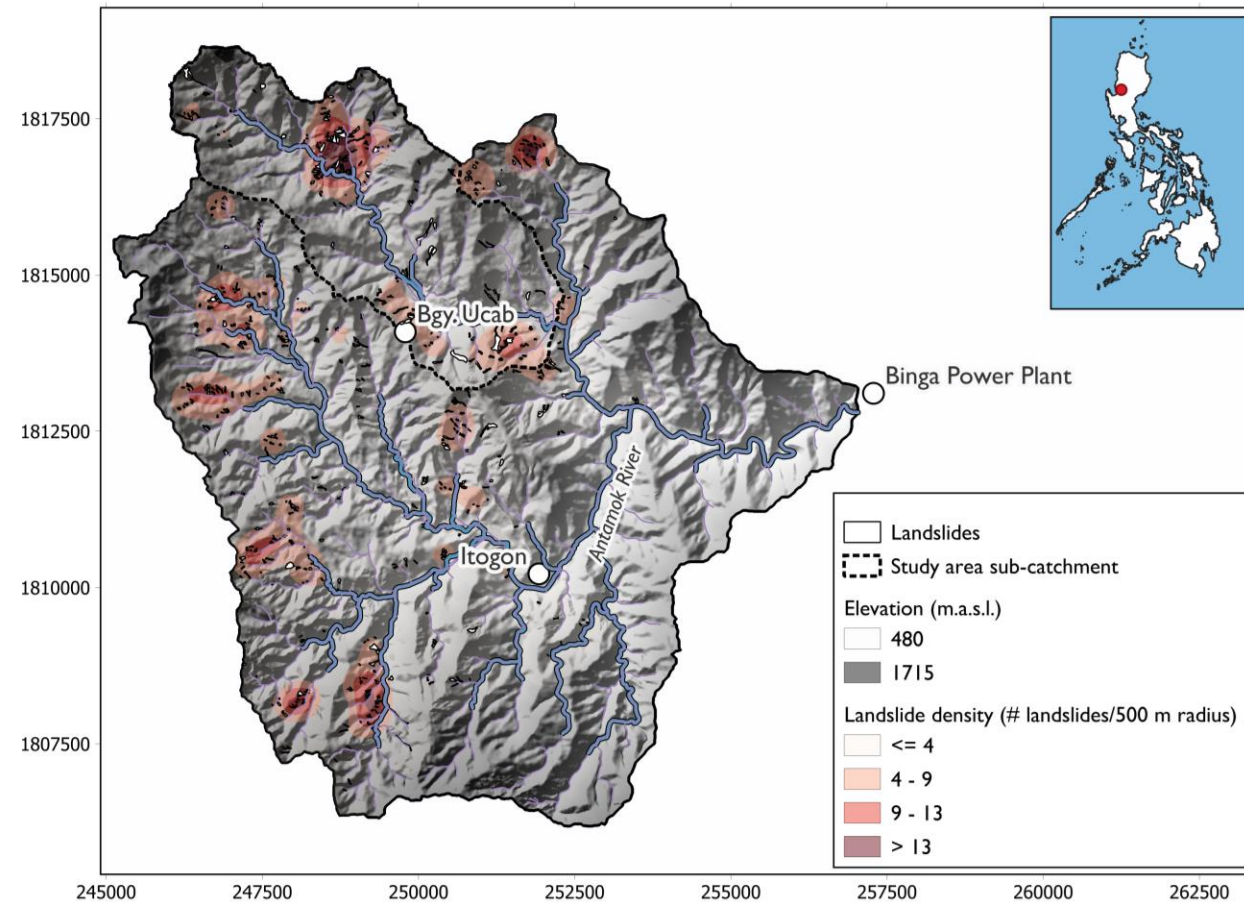 1817500
1815000
1812500
1810000
1807500
245000
247500
250000
252500
255000
257500
260000
262500
Bgy. Ucab
Binga Power Plant
Antamok River
Itogon
Landslides
Study area sub-catchment
Elevation (m.a.s.l.)
480
1715
Landslide density (# landslides/500 m radius)
<= 4
4 - 9
9 - 13
> 13